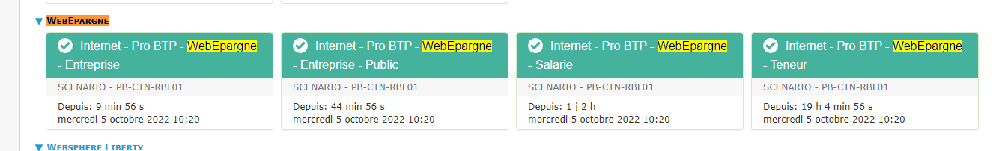 WEBEPARGNE
Internet - Pro BTP - WebEpargne
- Entreprise
SCENARIO - PB-CTN-RBL01
Depuis: 9 min 56 s
mercredi 5 octobre 2022 10:20
Internet - Pro BTP - WebEpargne
- Entreprise - Public
SCENARIO - PB-CTN-RBL01
Depuis: 44 min 56 s
mercredi 5 octobre 2022 10:20
Internet - Pro BTP - WebEpargne
- Salarie
SCENARIO - PB-CTN-RBL01
Depuis: 1 j 2 h
mercredi 5 octobre 2022 10:20
Internet - Pro BTP - WebEpargne
- Teneur
SCENARIO - PB-CTN-RBL01
Depuis: 19 h 4 min 56 s
mercredi 5 octobre 2022 10:20
WEBSPHERE LIBERTY